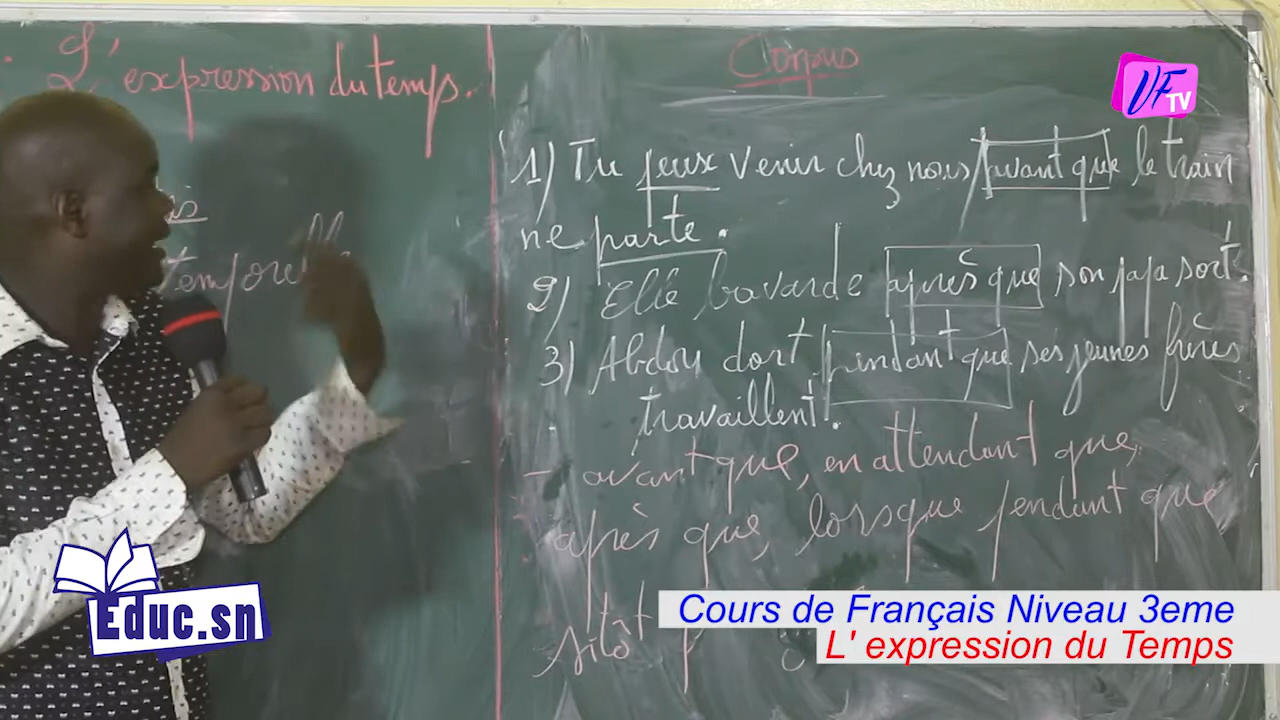 L'expression du temps.
Corpus
VF TV
1) Tu peux venir chez nous avant que le train
ne parte.
2) Elle bavarde après que son papa sort.
3) Abdou dort pendant que ses jeunes frères
travaillent.
- avant que, en attendant que,
après que, lorsque pendant que
sitôt
Educ.sn
Cours de Français Niveau 3eme
L' expression du Temps